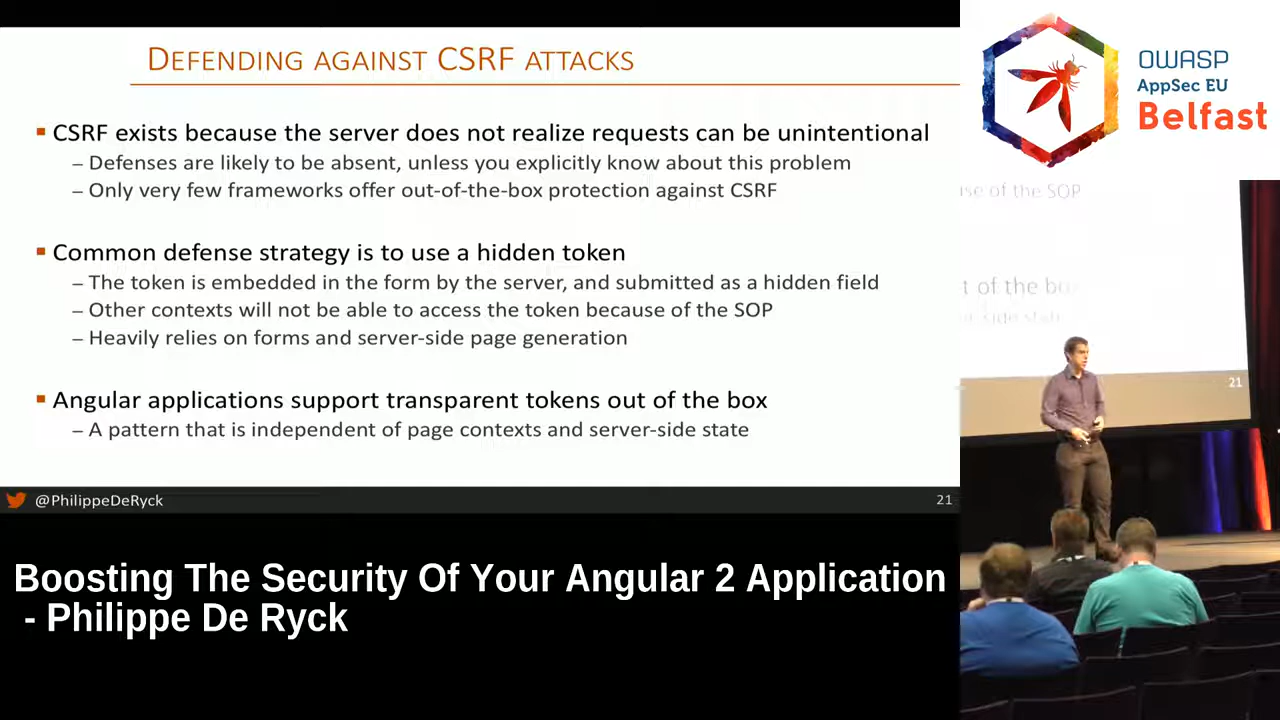 DEFENDING AGAINST CSRF ATTACKS
▪ CSRF exists because the server does not realize requests can be unintentional
– Defenses are likely to be absent, unless you explicitly know about this problem
– Only very few frameworks offer out-of-the-box protection against CSRF
▪ Common defense strategy is to use a hidden token
– The token is embedded in the form by the server, and submitted as a hidden field
– Other contexts will not be able to access the token because of the SOP
– Heavily relies on forms and server-side page generation
▪ Angular applications support transparent tokens out of the box
– A pattern that is independent of page contexts and server-side state
@PhilippeDeRyck
21
OWASP
AppSec EU
Belfast
of the SOP
of the
21
Boosting The Security Of Your Angular 2 Application
- Philippe De Ryck